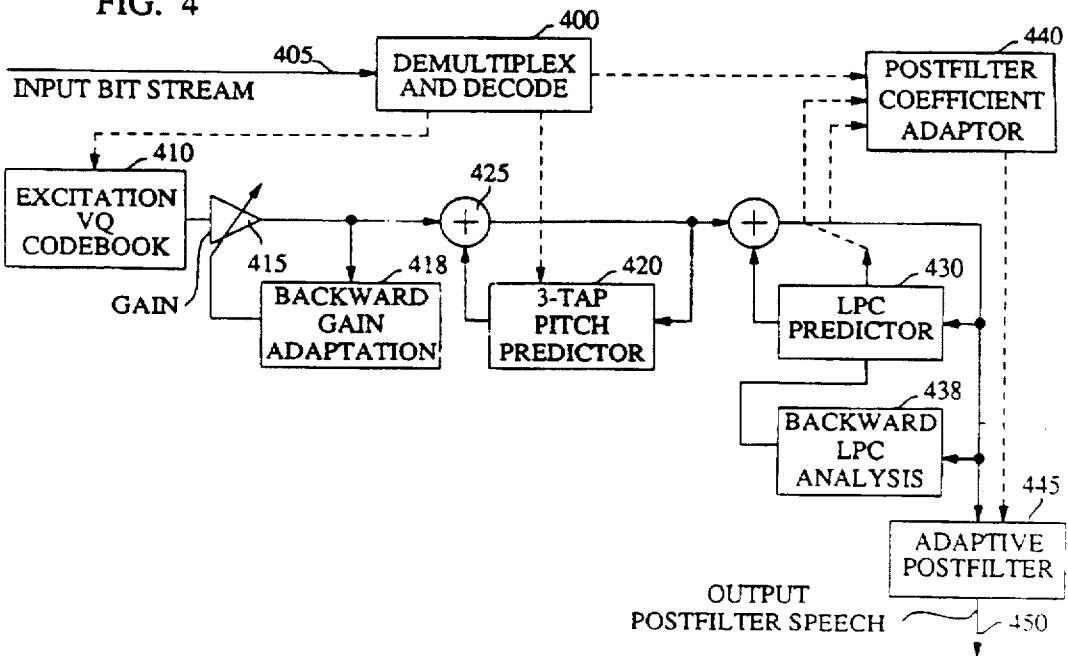 FIG. 4
400
440
405
INPUT BIT STREAM
DEMULTIPLEX
AND DECODE
POSTFILTER
COEFFICIENT
ADAPTOR
410
EXCITATION
VQ
CODEBOOK
425
+
+
415
GAIN
418
BACKWARD
GAIN
ADAPTATION
420
3-TAP
PITCH
PREDICTOR
430
LPC
PREDICTOR
438
BACKWARD
LPC
ANALYSIS
445
ADAPTIVE
POSTFILTER
OUTPUT
POSTFILTER SPEECH
450